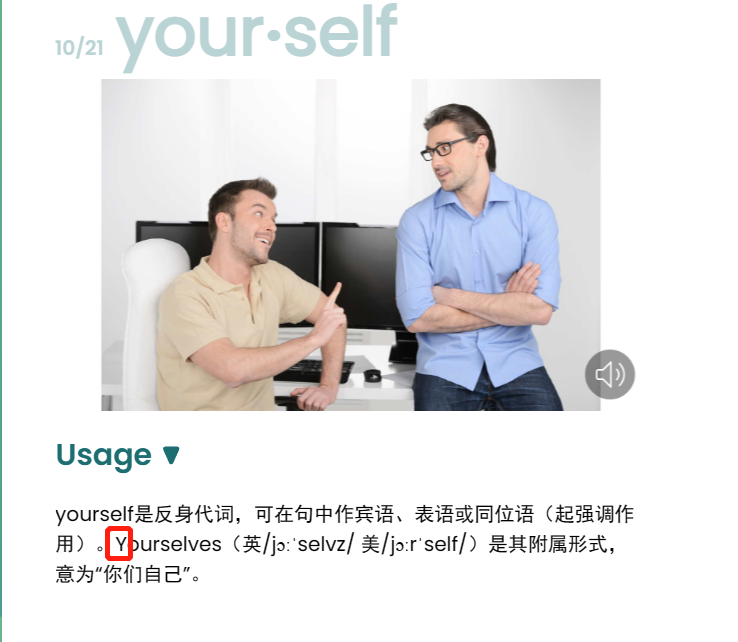 10/21 your·self
Usage ▼
yourself是反身代词，可在句中作宾语、表语或同位语（起强调作
用）。Yourselves（英/jɔːˈselvz/ 美/jɔːrˈself/）是其附属形式，
意为“你们自己”。